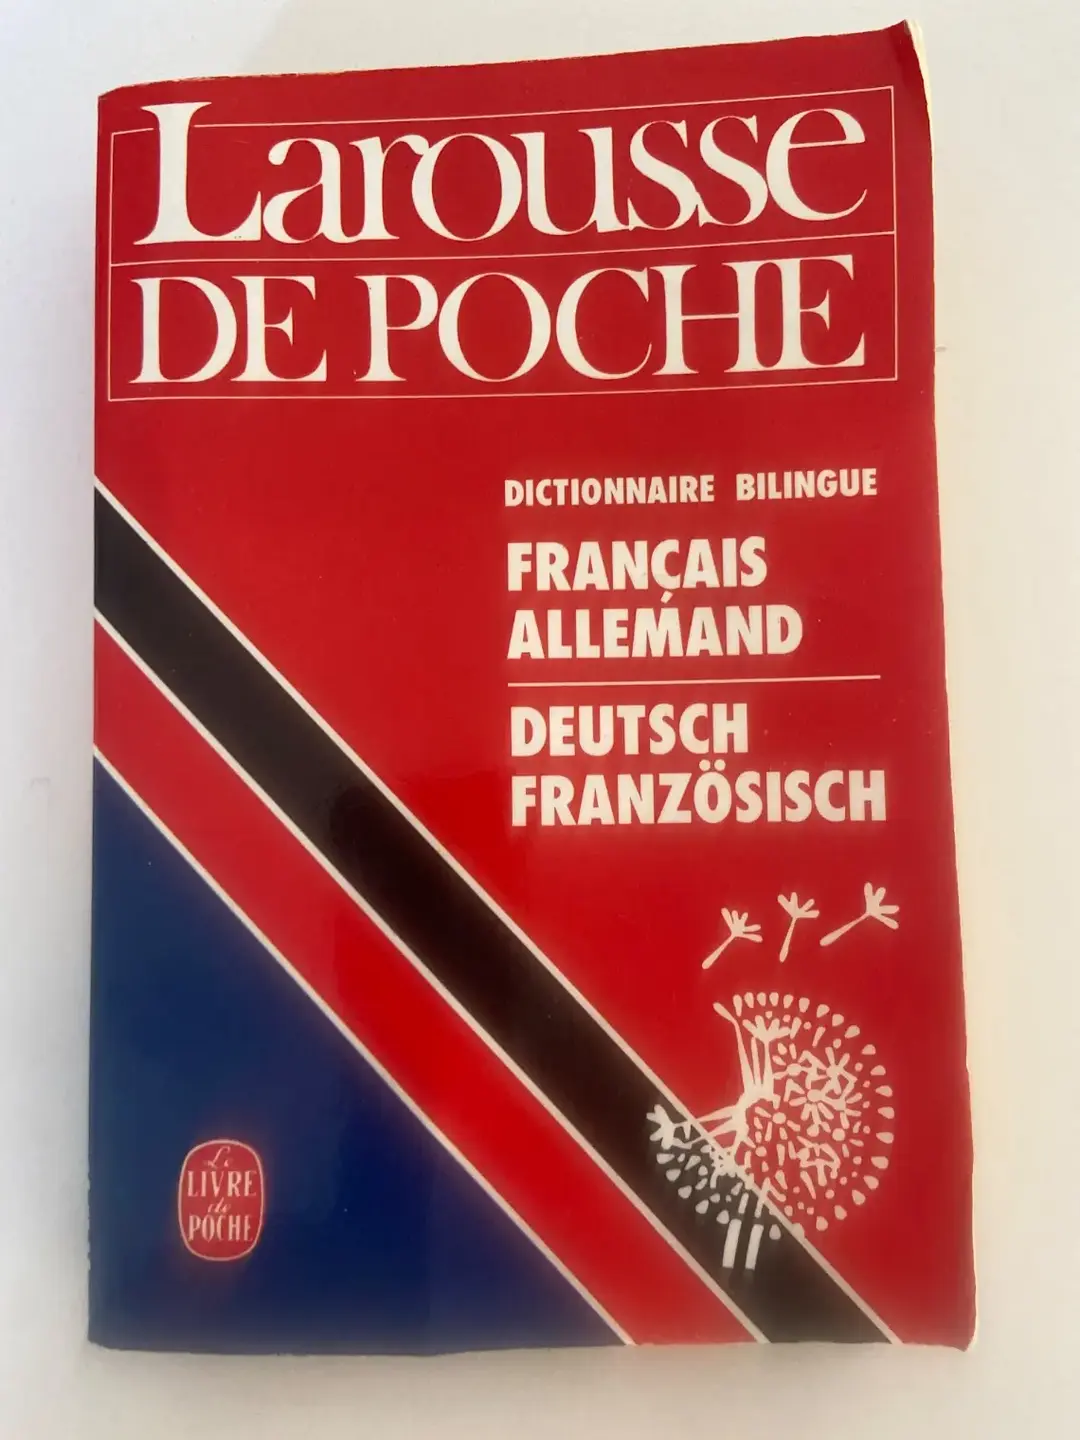 Larousse
DE POCHE
DICTIONNAIRE BILINGUE
FRANÇAIS
ALLEMAND
DEUTSCH
FRANZÖSISCH
Le
LIVRE
de
POCHE